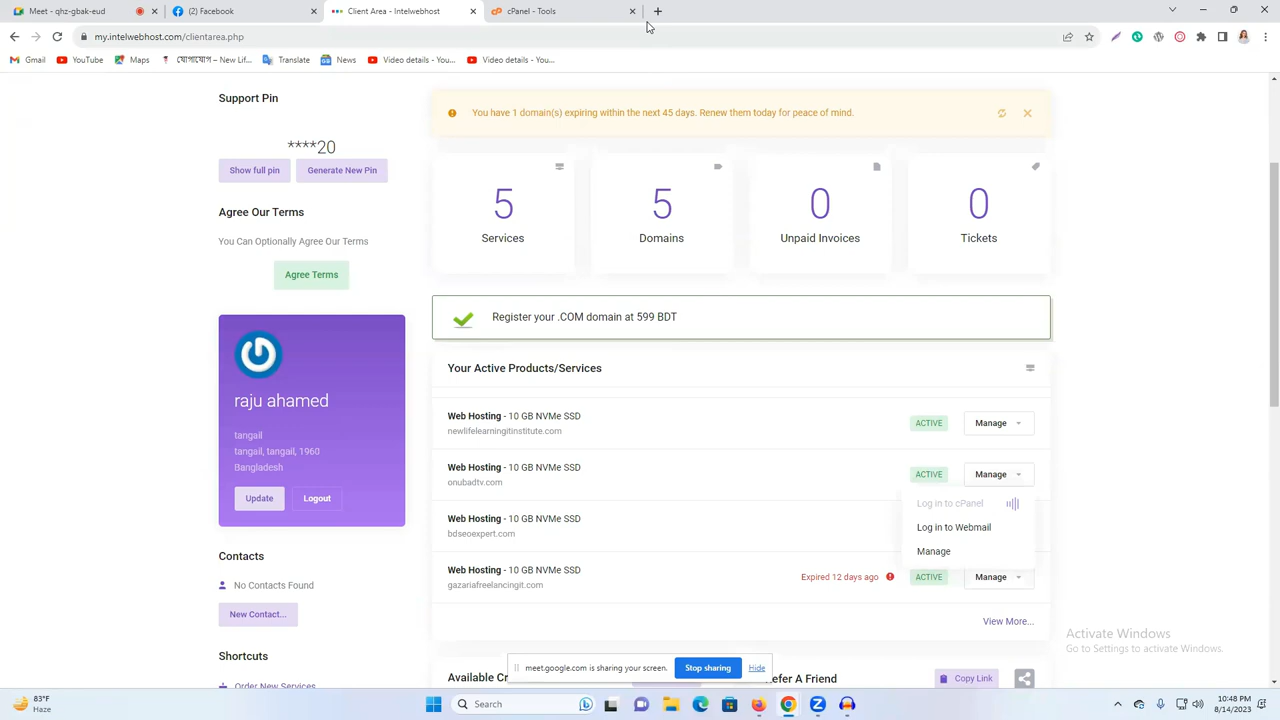 Meet - qhz-gbak-eud
(2) Facebook
Client Area - Intelwebhost
cPanel - Tools
my.intelwebhost.com/clientarea.php
Gmail
YouTube
Maps
যোগাযোগ – New Lif...
Translate
News
Video details - You...
Video details - You...
Support Pin
****20
Show full pin
Generate New Pin
Agree Our Terms
You Can Optionally Agree Our Terms
Agree Terms
raju ahamed
tangail
tangail, tangail, 1960
Bangladesh
Update
Logout
Contacts
No Contacts Found
New Contact...
Shortcuts
Order New Services
You have 1 domain(s) expiring within the next 45 days. Renew them today for peace of mind.
5
Services
5
Domains
0
Unpaid Invoices
0
Tickets
Register your .COM domain at 599 BDT
Your Active Products/Services
Web Hosting - 10 GB NVMe SSD
newlifelearningitinstitute.com
ACTIVE
Manage
Web Hosting - 10 GB NVMe SSD
onubadtv.com
ACTIVE
Manage
Log in to cPanel
Log in to Webmail
Manage
Web Hosting - 10 GB NVMe SSD
bdseoexpert.com
Web Hosting - 10 GB NVMe SSD
gazariafreelancingit.com
Expired 12 days ago
ACTIVE
Manage
View More...
Activate Windows
Go to Settings to activate Windows.
meet.google.com is sharing your screen.
Stop sharing
Hide
Available Cr
efer A Friend
Copy Link
83°F
Haze
Search
10:48 PM
8/14/2023